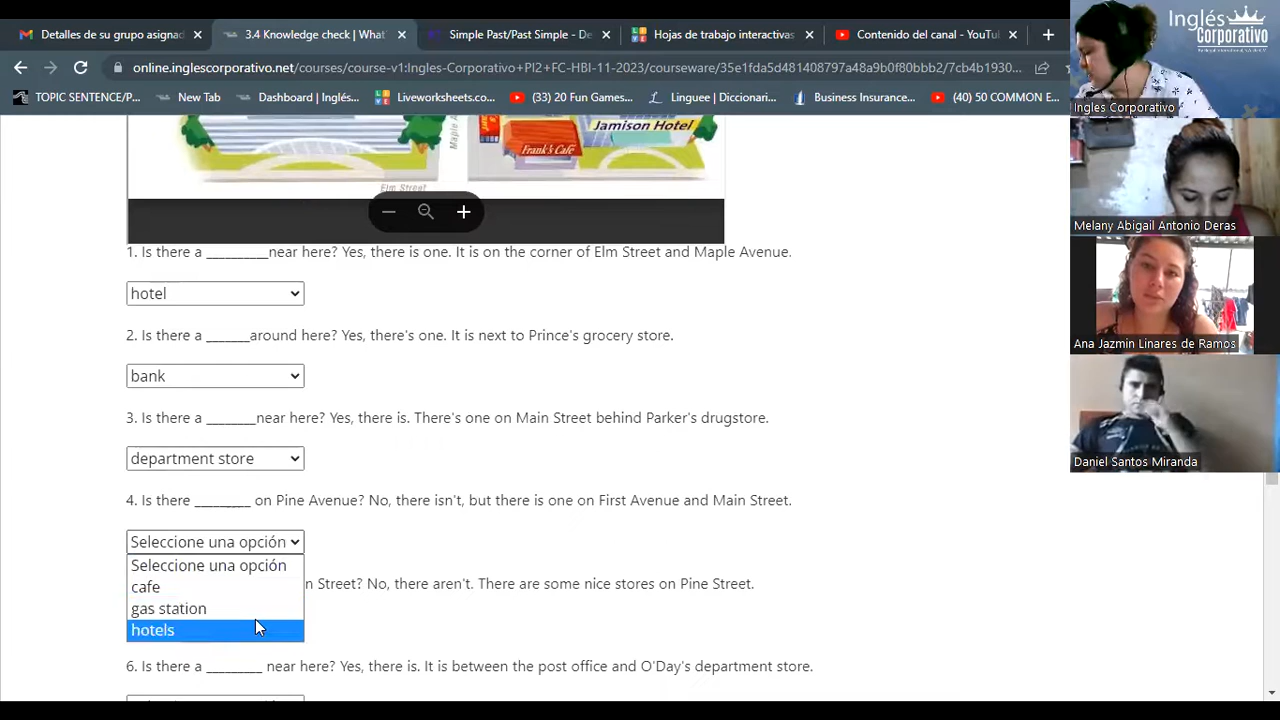 Detalles de su grupo asignad
3.4 Knowledge check | What'
Simple Past/Past Simple - De
Hojas de trabajo interactivas
Contenido del canal - YouTu
online.inglescorporativo.net/courses/course-v1:Ingles-Corporativo+PI2+FC-HBI-11-2023/courseware/35e1fda5d481408797a48a9b0f80bbb2/7cb4b1930...
TOPIC SENTENCE/P...
New Tab
Dashboard | Inglés...
Liveworksheets.co...
(33) 20 Fun Games...
Linguee | Diccionari...
Business Insurance...
(40) 50 COMMON E...
Inglés
Corporativo
Ingles Corporativo
Melany Abigail Antonio Deras
Ana Jazmin Linares de Ramos
Daniel Santos Miranda
Maple A
Jamison Hotel
Frank's Café
Elm Street
1. Is there a _________near here? Yes, there is one. It is on the corner of Elm Street and Maple Avenue.
hotel
2. Is there a ______around here? Yes, there's one. It is next to Prince's grocery store.
bank
3. Is there a _______near here? Yes, there is. There's one on Main Street behind Parker's drugstore.
department store
4. Is there ________ on Pine Avenue? No, there isn't, but there is one on First Avenue and Main Street.
Seleccione una opción
Seleccione una opción
cafe
gas station
hotels
n Street? No, there aren't. There are some nice stores on Pine Street.
6. Is there a ________ near here? Yes, there is. It is between the post office and O'Day's department store.